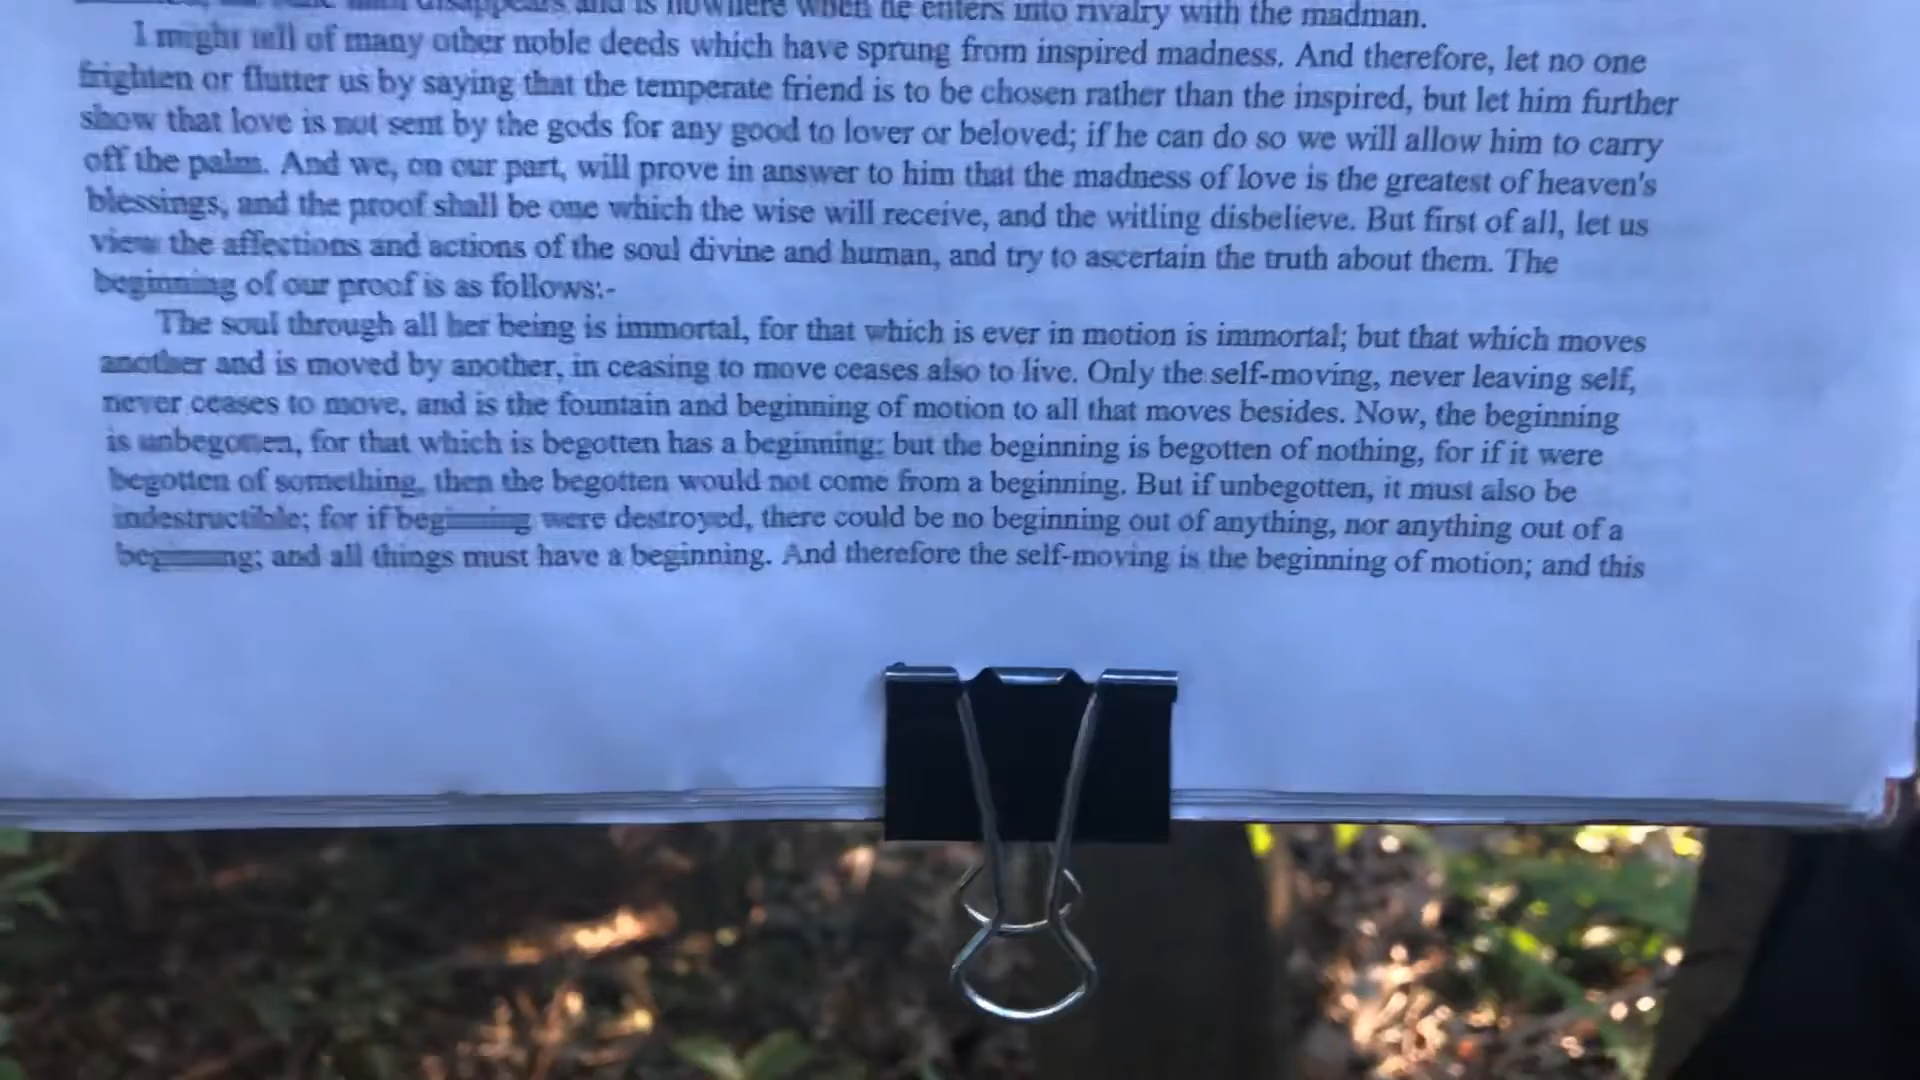 disappears and is nowhere when he enters into rivalry with the madman.
I might tell of many other noble deeds which have sprung from inspired madness. And therefore, let no one
frighten or flutter us by saying that the temperate friend is to be chosen rather than the inspired, but let him further
show that love is not sent by the gods for any good to lover or beloved; if he can do so we will allow him to carry
off the palm. And we, on our part, will prove in answer to him that the madness of love is the greatest of heaven's
blessings, and the proof shall be one which the wise will receive, and the witling disbelieve. But first of all, let us
view the affections and actions of the soul divine and human, and try to ascertain the truth about them. The
beginning of our proof is as follows:-
The soul through all her being is immortal, for that which is ever in motion is immortal; but that which moves
another and is moved by another, in ceasing to move ceases also to live. Only the self-moving, never leaving self,
never ceases to move, and is the fountain and beginning of motion to all that moves besides. Now, the beginning
is unbegotten, for that which is begotten has a beginning; but the beginning is begotten of nothing, for if it were
begotten of something, then the begotten would not come from a beginning. But if unbegotten, it must also be
indestructible; for if beginning were destroyed, there could be no beginning out of anything, nor anything out of a
beginning; and all things must have a beginning. And therefore the self-moving is the beginning of motion; and this